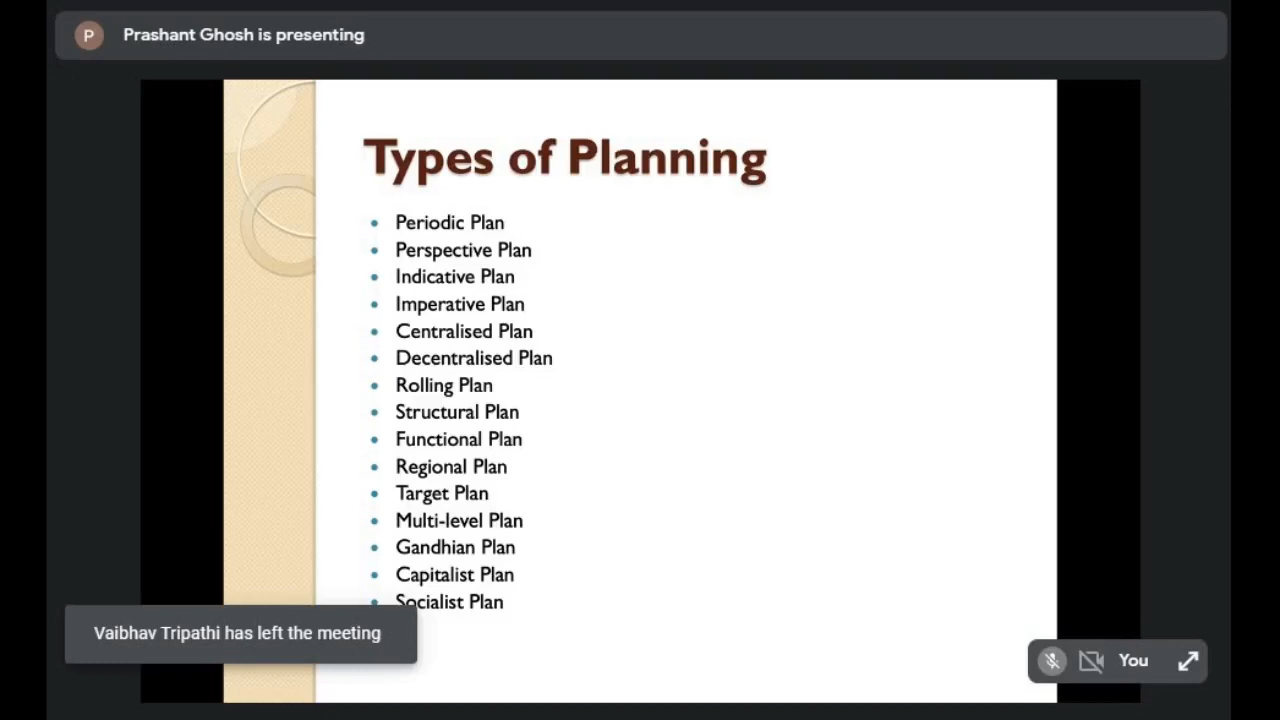 P
Prashant Ghosh is presenting
Types of Planning
• Periodic Plan
• Perspective Plan
• Indicative Plan
• Imperative Plan
• Centralised Plan
• Decentralised Plan
• Rolling Plan
• Structural Plan
• Functional Plan
• Regional Plan
• Target Plan
• Multi-level Plan
• Gandhian Plan
• Capitalist Plan
• Socialist Plan
Vaibhav Tripathi has left the meeting
You